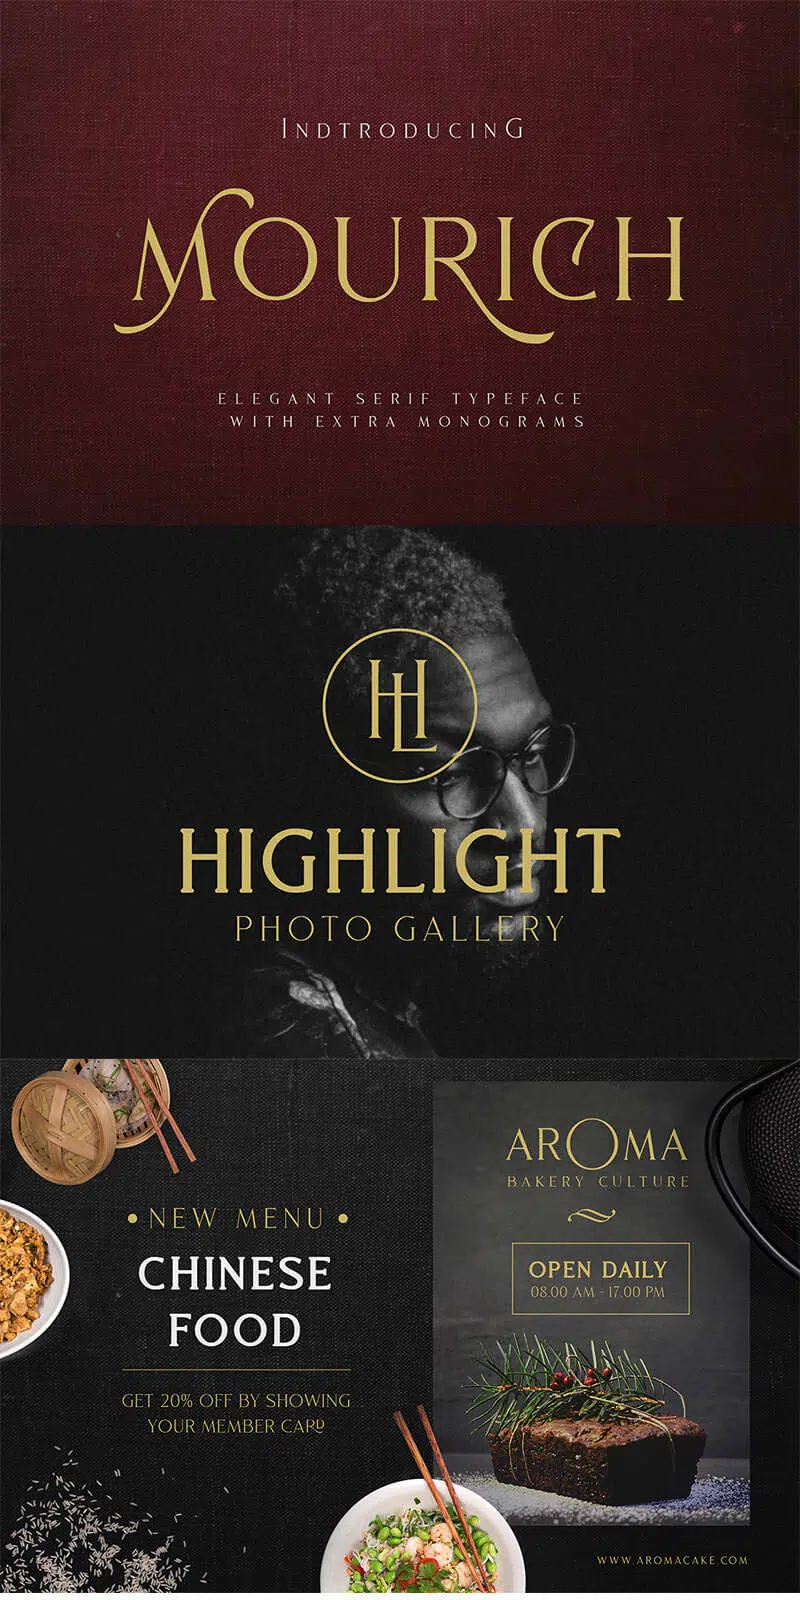 INDTRODUCING
MOURICH
ELEGANT SERIF TYPEFACE
WITH EXTRA MONOGRAMS
HL
HIGHLIGHT
PHOTO GALLERY
• NEW MENU •
CHINESE
FOOD
GET 20% OFF BY SHOWING
YOUR MEMBER CARD
AROMA
BAKERY CULTURE
OPEN DAILY
08.00 AM - 17.00 PM
WWW.AROMACAKE.COM